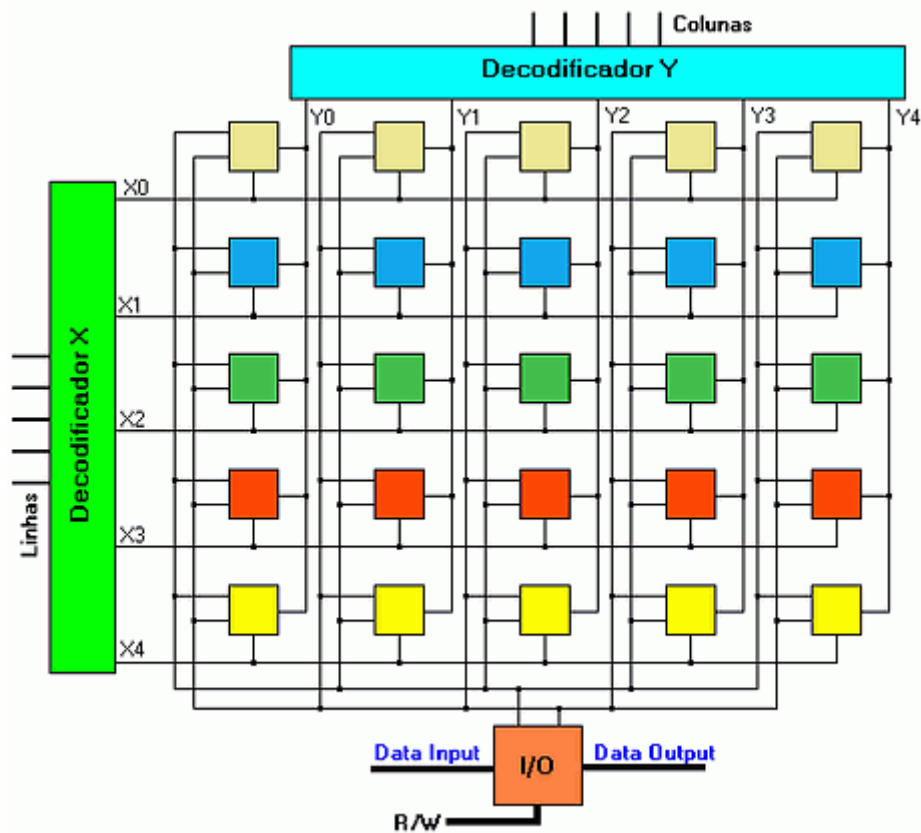 Colunas
Decodificador Y
Y0 Y1 Y2 Y3 Y4
X0
X1
X2
X3
X4
Decodificador X
Linhas
Data Input
I/O
Data Output
R/W